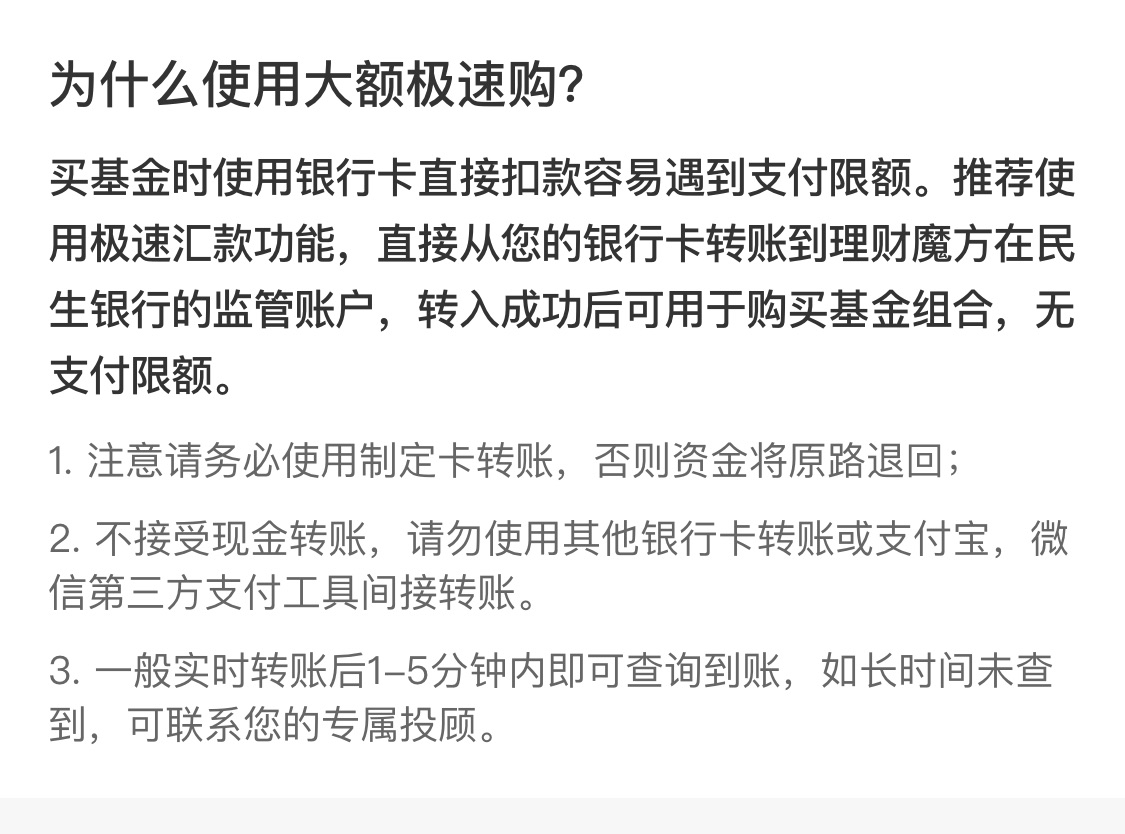 为什么使用大额极速购?
买基金时使用银行卡直接扣款容易遇到支付限额。推荐使
用极速汇款功能，直接从您的银行卡转账到理财魔方在民
生银行的监管账户，转入成功后可用于购买基金组合，无
支付限额。
1. 注意请务必使用制定卡转账，否则资金将原路退回；
2. 不接受现金转账，请勿使用其他银行卡转账或支付宝，微
信第三方支付工具间接转账。
3. 一般实时转账后1–5分钟内即可查询到账，如长时间未查
到，可联系您的专属投顾。